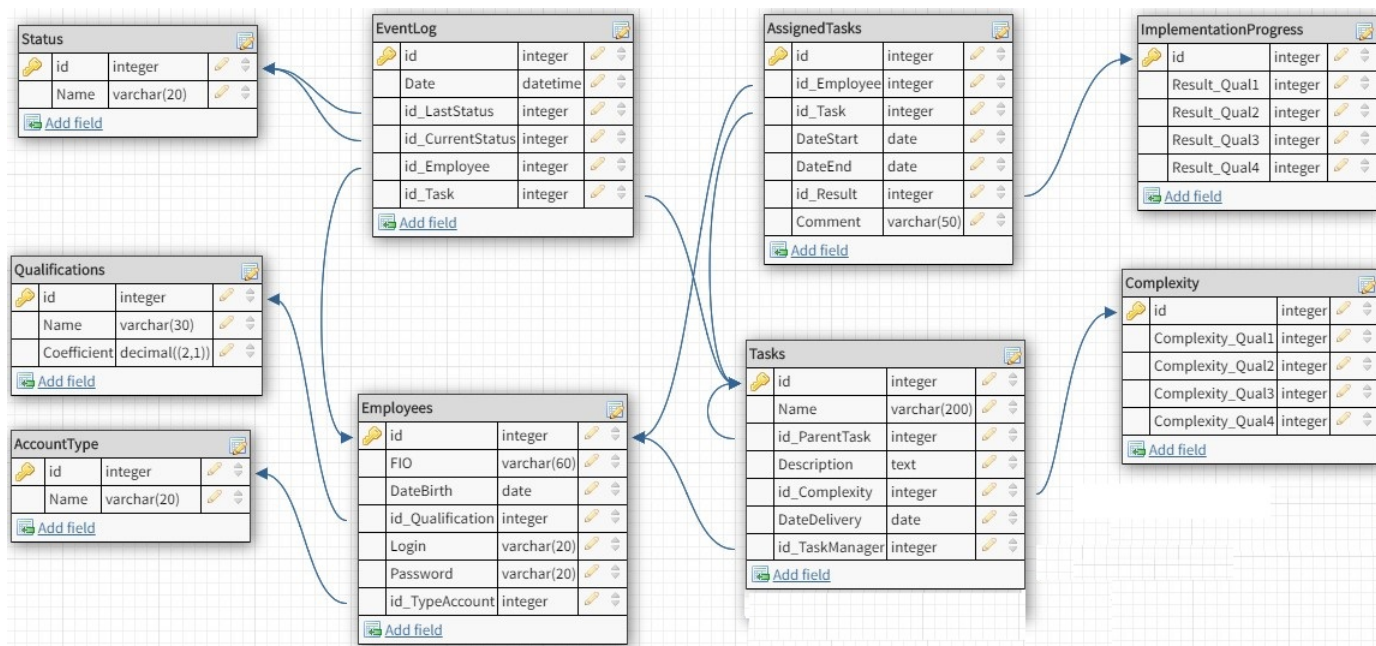 Status
id integer
Name varchar(20)
Add field
EventLog
id integer
Date datetime
id_LastStatus integer
id_CurrentStatus integer
id_Employee integer
id_Task integer
Add field
AssignedTasks
id integer
id_Employee integer
id_Task integer
DateStart date
DateEnd date
id_Result integer
Comment varchar(50)
Add field
ImplementationProgress
id integer
Result_Qual1 integer
Result_Qual2 integer
Result_Qual3 integer
Result_Qual4 integer
Add field
Qualifications
id integer
Name varchar(30)
Coefficient decimal((2,1))
Add field
AccountType
id integer
Name varchar(20)
Add field
Employees
id integer
FIO varchar(60)
DateBirth date
id_Qualification integer
Login varchar(20)
Password varchar(20)
id_TypeAccount integer
Add field
Tasks
id integer
Name varchar(200)
id_ParentTask integer
Description text
id_Complexity integer
DateDelivery date
id_TaskManager integer
Add field
Complexity
id integer
Complexity_Qual1 integer
Complexity_Qual2 integer
Complexity_Qual3 integer
Complexity_Qual4 integer
Add field